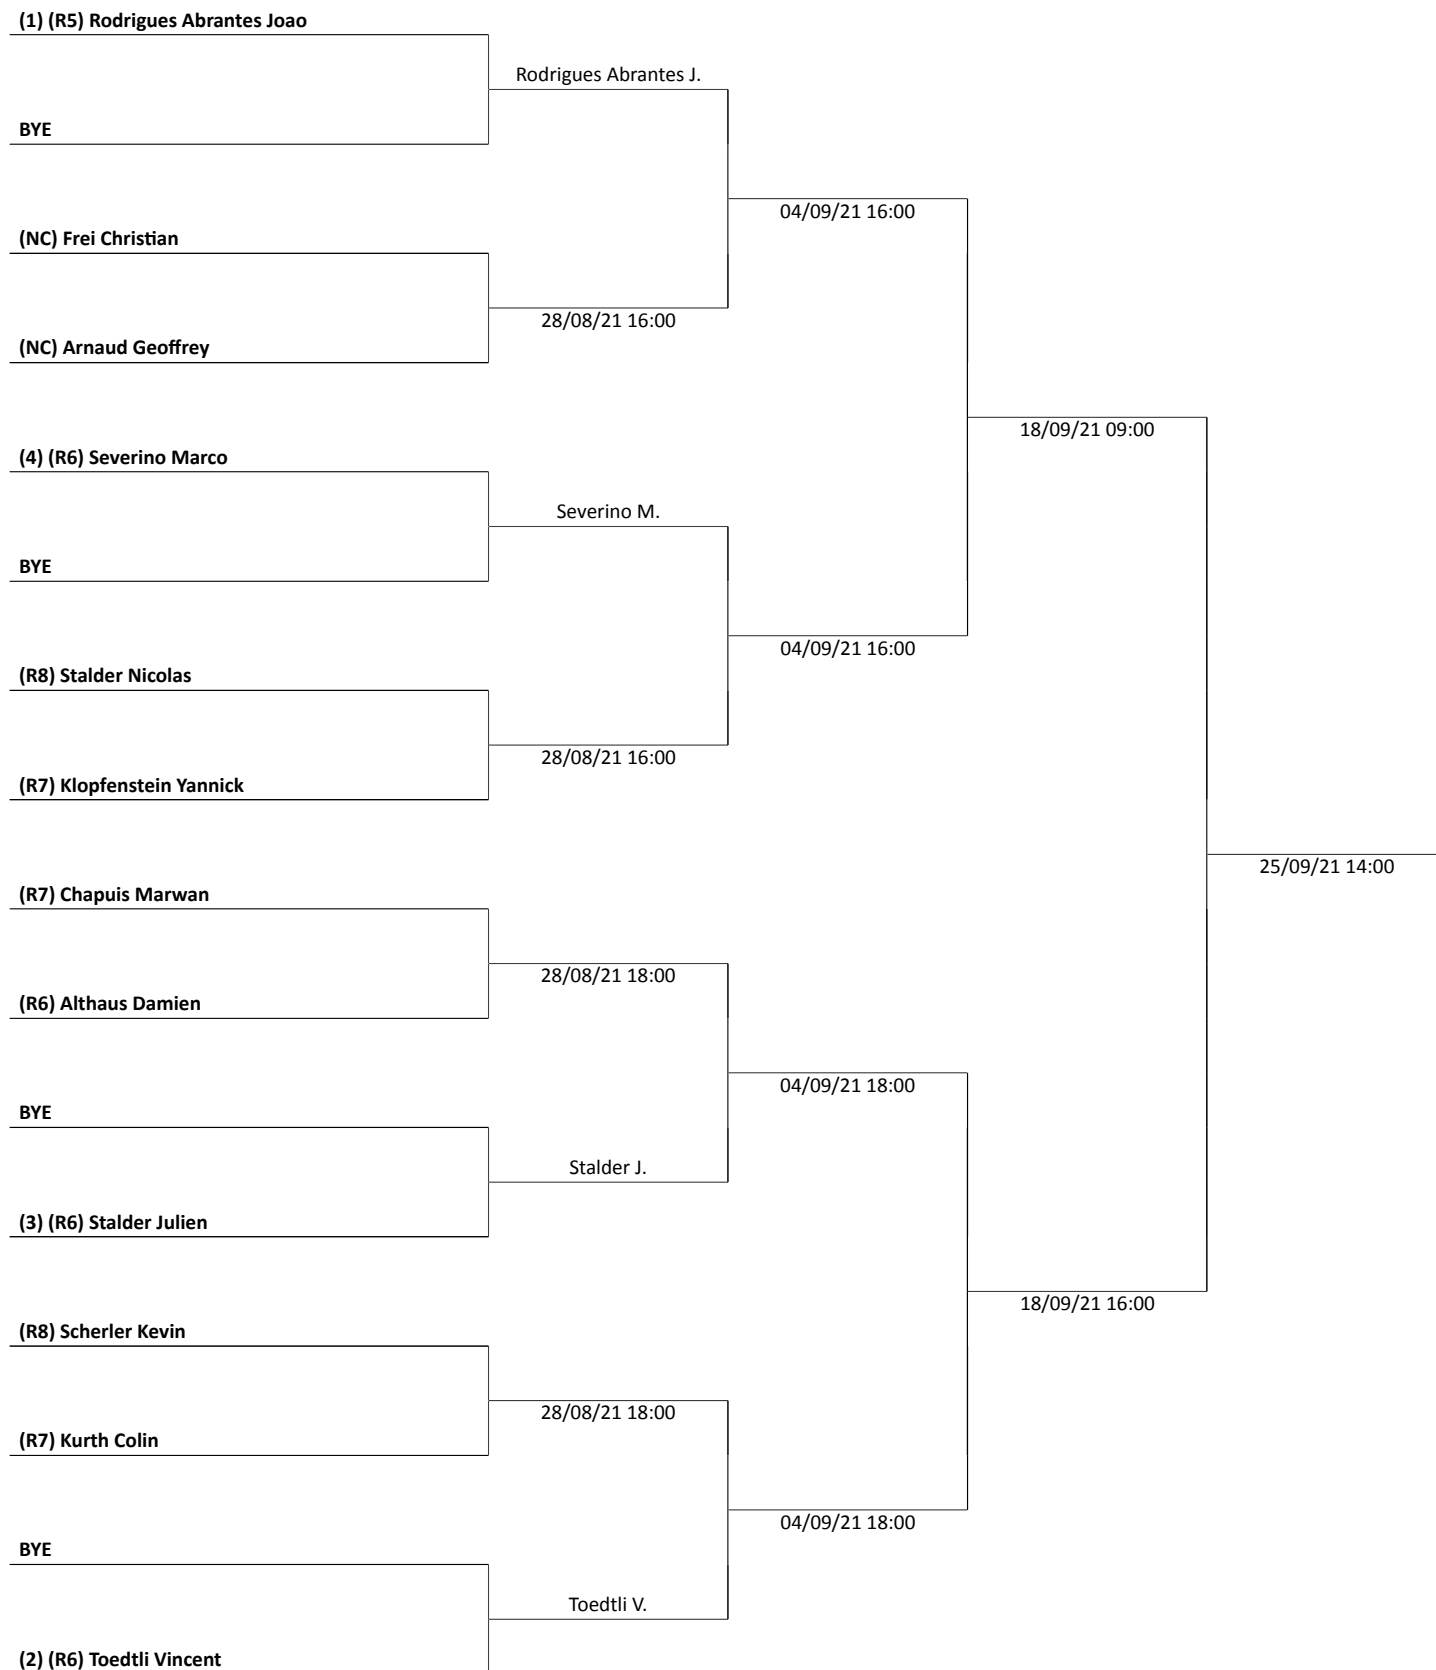 (1) (R5) Rodrigues Abrantes Joao
Rodrigues Abrantes J.
BYE
04/09/21 16:00
(NC) Frei Christian
28/08/21 16:00
(NC) Arnaud Geoffrey
18/09/21 09:00
(4) (R6) Severino Marco
Severino M.
BYE
04/09/21 16:00
(R8) Stalder Nicolas
28/08/21 16:00
(R7) Klopfenstein Yannick
25/09/21 14:00
(R7) Chapuis Marwan
28/08/21 18:00
(R6) Althaus Damien
04/09/21 18:00
BYE
Stalder J.
(3) (R6) Stalder Julien
18/09/21 16:00
(R8) Scherler Kevin
28/08/21 18:00
(R7) Kurth Colin
04/09/21 18:00
BYE
Toedtli V.
(2) (R6) Toedtli Vincent